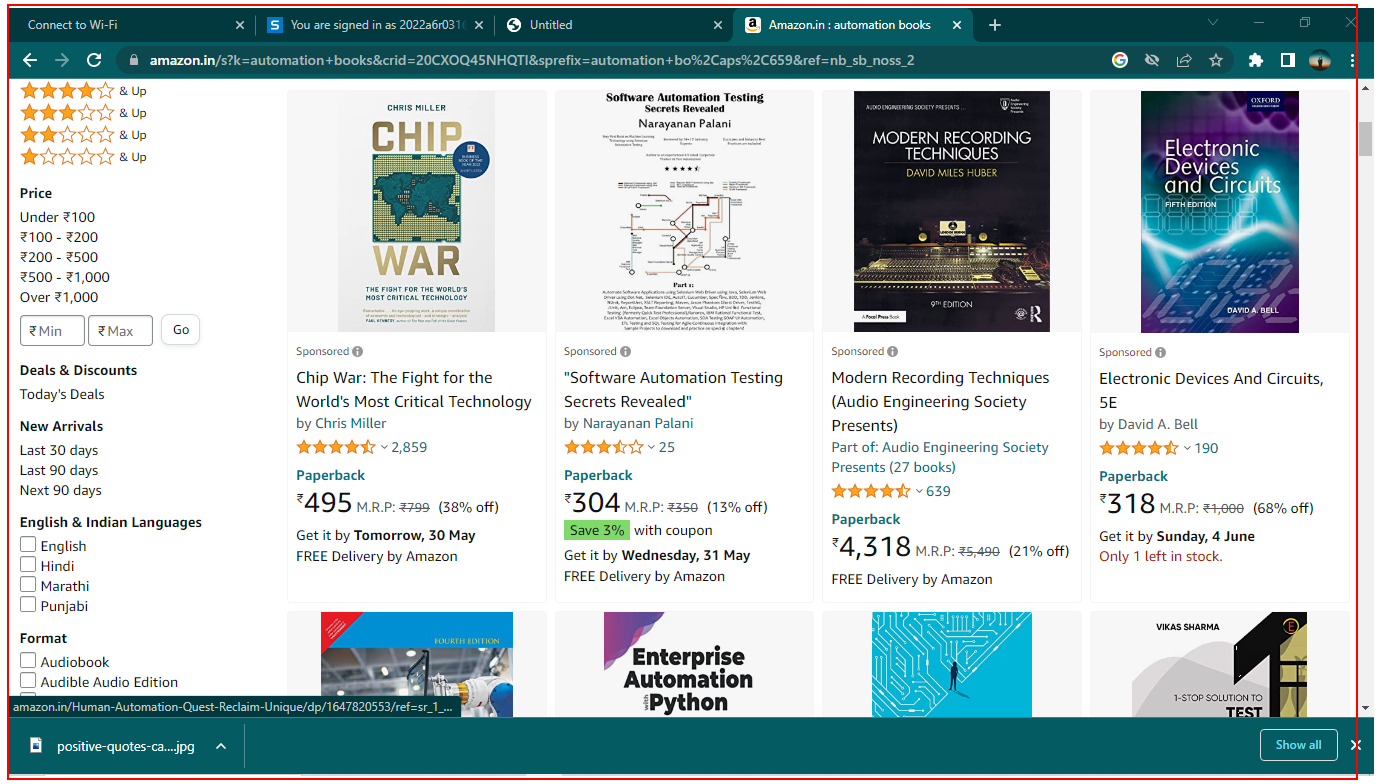 Connect to Wi-Fi
You are signed in as 2022a6r031
Untitled
Amazon.in : automation books
amazon.in/s?k=automation+books&crid=20CXOQ45NHQTI&sprefix=automation+bo%2Caps%2C659&ref=nb_sb_noss_2
& Up
& Up
& Up
& Up
Price
Under ₹100
₹100 - ₹200
₹200 - ₹500
₹500 - ₹1,000
Over ₹1,000
₹Min ₹Max Go
Deals & Discounts
Today's Deals
New Arrivals
Last 30 days
Last 90 days
Next 90 days
English & Indian Languages
English
Hindi
Marathi
Punjabi
Format
Audiobook
Audible Audio Edition
CHRIS MILLER
CHIP
WAR
THE FIGHT FOR THE WORLD'S
MOST CRITICAL TECHNOLOGY
Sponsored
Chip War: The Fight for the
World's Most Critical Technology
by Chris Miller
2,859
Paperback
₹495 M.R.P: ₹799 (38% off)
Get it by Tomorrow, 30 May
FREE Delivery by Amazon
Software Automation Testing
Secrets Revealed
Narayanan Palani
Part 1:
Sponsored
"Software Automation Testing
Secrets Revealed"
by Narayanan Palani
25
Paperback
₹304 M.R.P: ₹350 (13% off)
Save 3% with coupon
Get it by Wednesday, 31 May
FREE Delivery by Amazon
AUDIO ENGINEERING SOCIETY PRESENTS...
MODERN RECORDING
TECHNIQUES
DAVID MILES HUBER
9TH EDITION
A Focal Press Book
R
Sponsored
Modern Recording Techniques
(Audio Engineering Society
Presents)
Part of: Audio Engineering Society
Presents (27 books)
639
Paperback
₹4,318 M.R.P: ₹5,490 (21% off)
FREE Delivery by Amazon
OXFORD
Electronic
Devices
and Circuits
FIFTH EDITION
DAVID A. BELL
Sponsored
Electronic Devices And Circuits,
5E
by David A. Bell
190
Paperback
₹318 M.R.P: ₹1,000 (68% off)
Get it by Sunday, 4 June
Only 1 left in stock.
FOURTH EDITION
Enterprise
Automation
with
Python
VIKAS SHARMA
E
1
1-STOP SOLUTION TO
TEST
amazon.in/Human-Automation-Quest-Reclaim-Unique/dp/1647820553/ref=sr_1_...
positive-quotes-ca....jpg
Show all